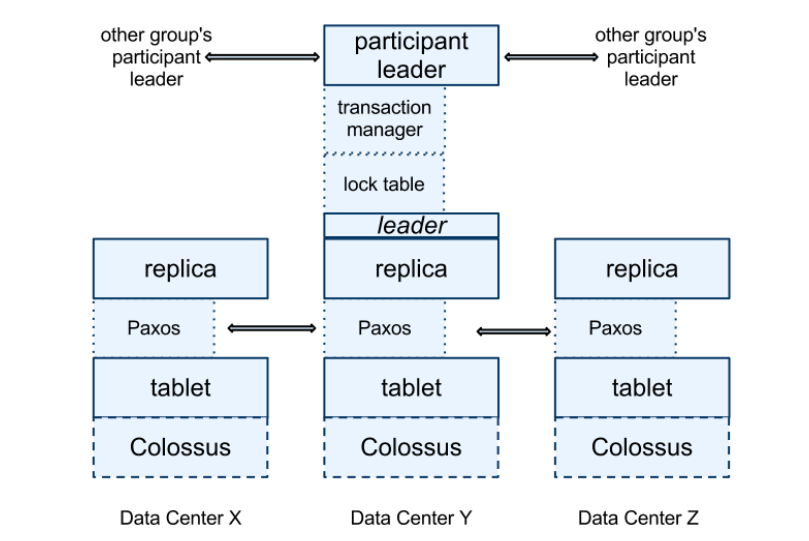 other group's
participant
leader
participant
leader
other group's
participant
leader
transaction
manager
lock table
leader
replica
replica
replica
Paxos
Paxos
Paxos
tablet
tablet
tablet
Colossus
Colossus
Colossus
Data Center X
Data Center Y
Data Center Z